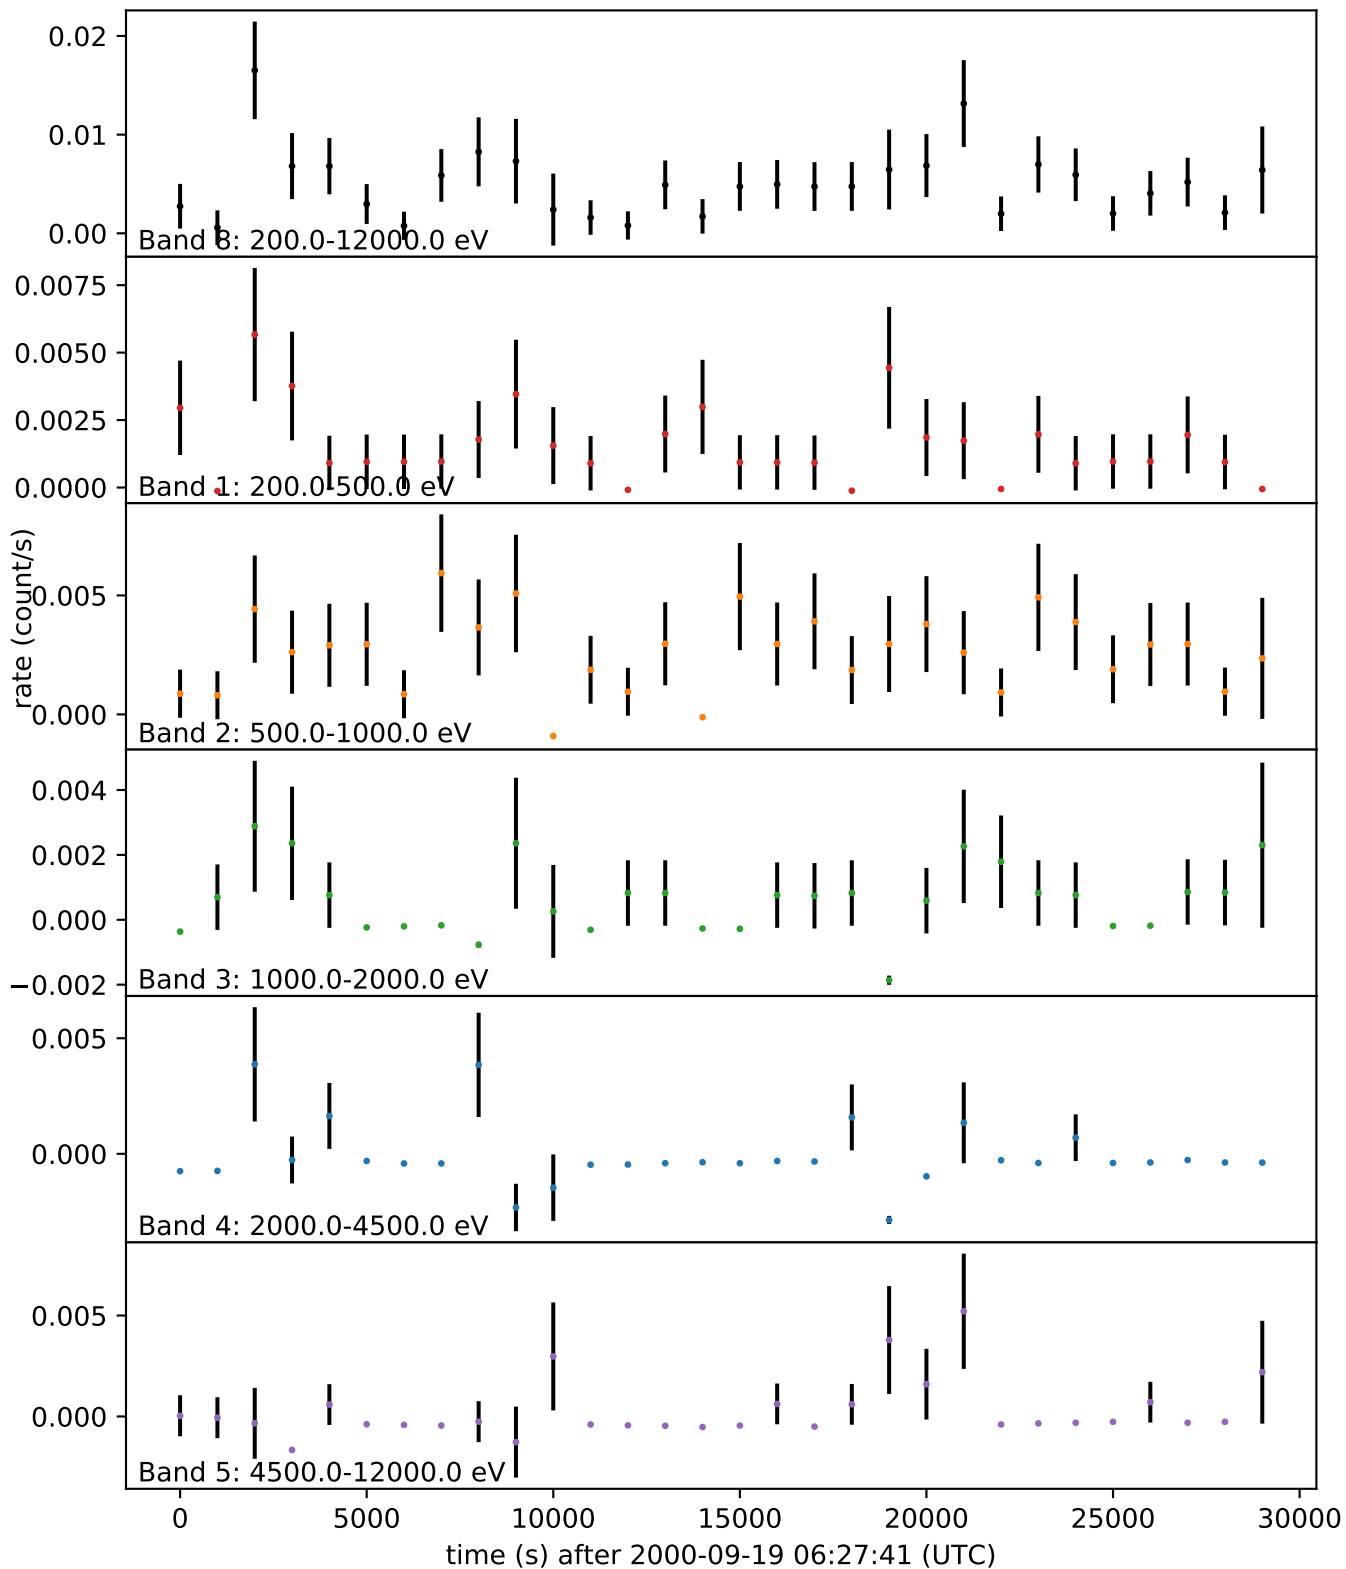 0.02
0.01
0.00
Band 8: 200.0-12000.0 eV
0.0075
0.0050
0.0025
0.0000
Band 1: 200.0-500.0 eV
rate (count/s)
0.005
0.000
Band 2: 500.0-1000.0 eV
0.004
0.002
0.000
−0.002
Band 3: 1000.0-2000.0 eV
0.005
0.000
Band 4: 2000.0-4500.0 eV
0.005
0.000
Band 5: 4500.0-12000.0 eV
0 5000 10000 15000 20000 25000 30000
time (s) after 2000-09-19 06:27:41 (UTC)